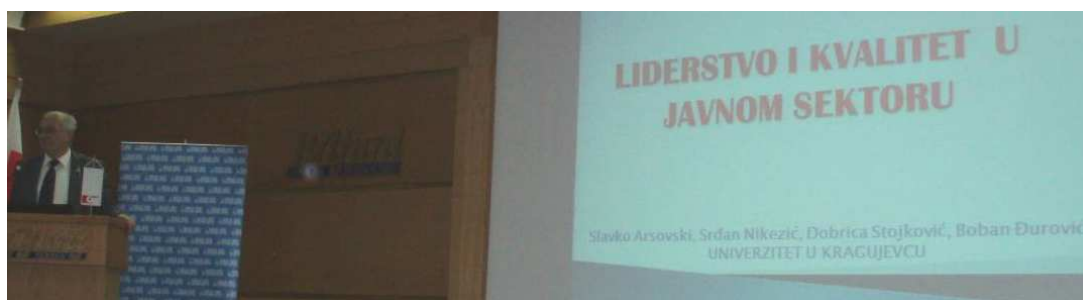 LIDERSTVO I KVALITET U
JAVNOM SEKTORU
Slavko Arsovski, Srđan Nikezić, Dobrica Stojković, Boban Đurović
UNIVERZITET U KRAGUJEVCU